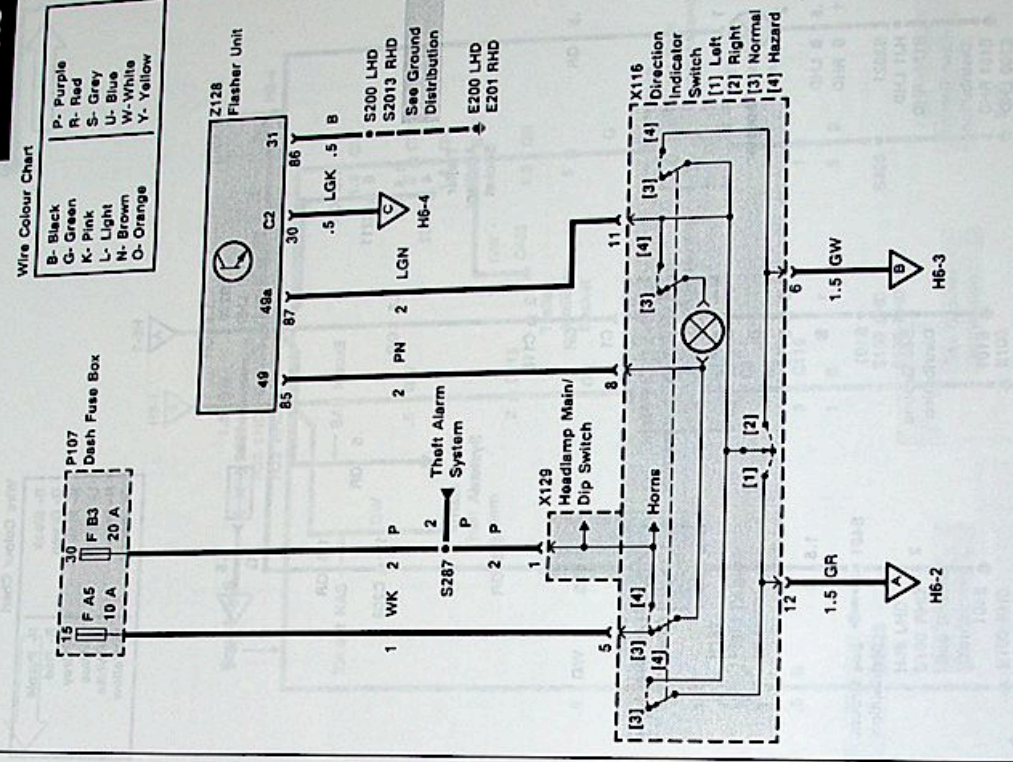 Wire Colour Chart
B- Black
G- Green
K- Pink
L- Light
N- Brown
O- Orange
P- Purple
R- Red
S- Grey
U- Blue
W- White
Y- Yellow
P107
Dash Fuse Box
15
F A5
10 A
30
F B3
20 A
Z128
Flasher Unit
49
49a
C2
31
85
87
30
86
1
WK
2
P
S287
2
P
Theft Alarm
System
2
P
2
PN
2
LGN
.5
LGK
C
H6-4
.5
B
S200 LHD
S2013 RHD
See Ground
Distribution
E200 LHD
E201 RHD
X129
Headlamp Main/
Dip Switch
1
5
8
11
X116
Direction
Indicator
Switch
[1] Left
[2] Right
[3] Normal
[4] Hazard
Horns
[3]
[4]
[3]
[4]
[3]
[4]
[3]
[4]
[1]
[2]
12
1.5 GR
A
H6-2
6
1.5 GW
B
H6-3